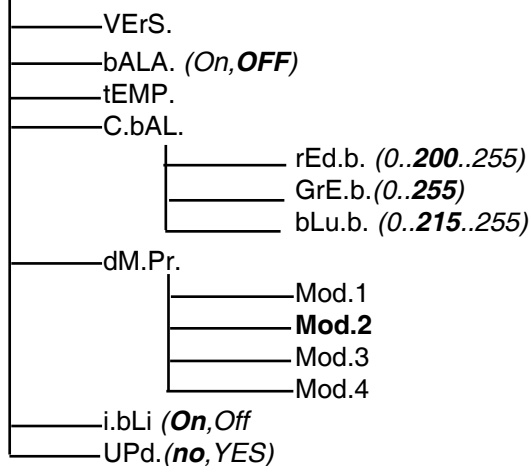 VErS.
bALA. (On,OFF)
tEMP.
C.bAL.
rEd.b. (0..200..255)
GrE.b.(0..255)
bLu.b. (0..215..255)
dM.Pr.
Mod.1
Mod.2
Mod.3
Mod.4
i.bLi (On,Off
UPd.(no,YES)